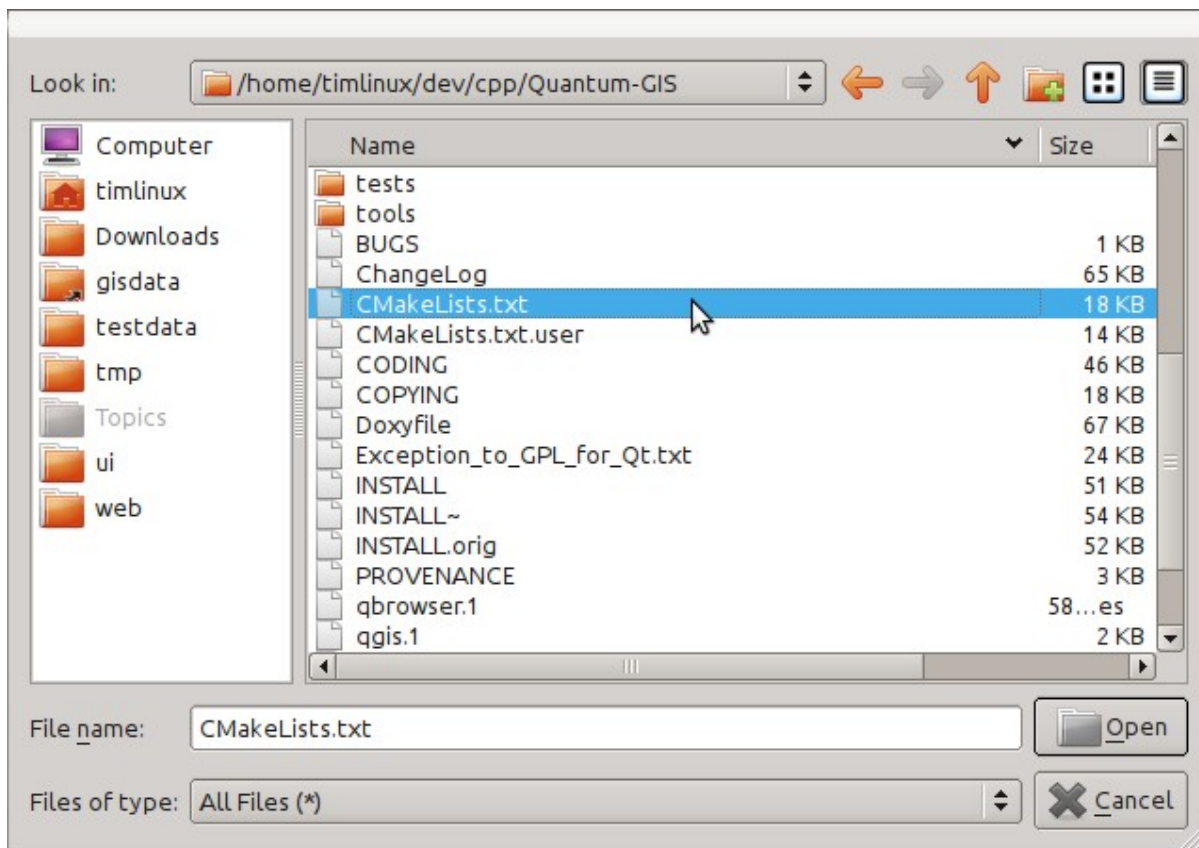 Look in: /home/timlinux/dev/cpp/Quantum-GIS
Computer
timlinux
Downloads
gisdata
testdata
tmp
Topics
ui
web
Name Size
tests
tools
BUGS 1 KB
ChangeLog 65 KB
CMakeLists.txt 18 KB
CMakeLists.txt.user 14 KB
CODING 46 KB
COPYING 18 KB
Doxyfile 67 KB
Exception_to_GPL_for_Qt.txt 24 KB
INSTALL 51 KB
INSTALL~ 54 KB
INSTALL.orig 52 KB
PROVENANCE 3 KB
qbrowser.1 58...es
qgis.1 2 KB
File name: CMakeLists.txt Open
Files of type: All Files (*) Cancel